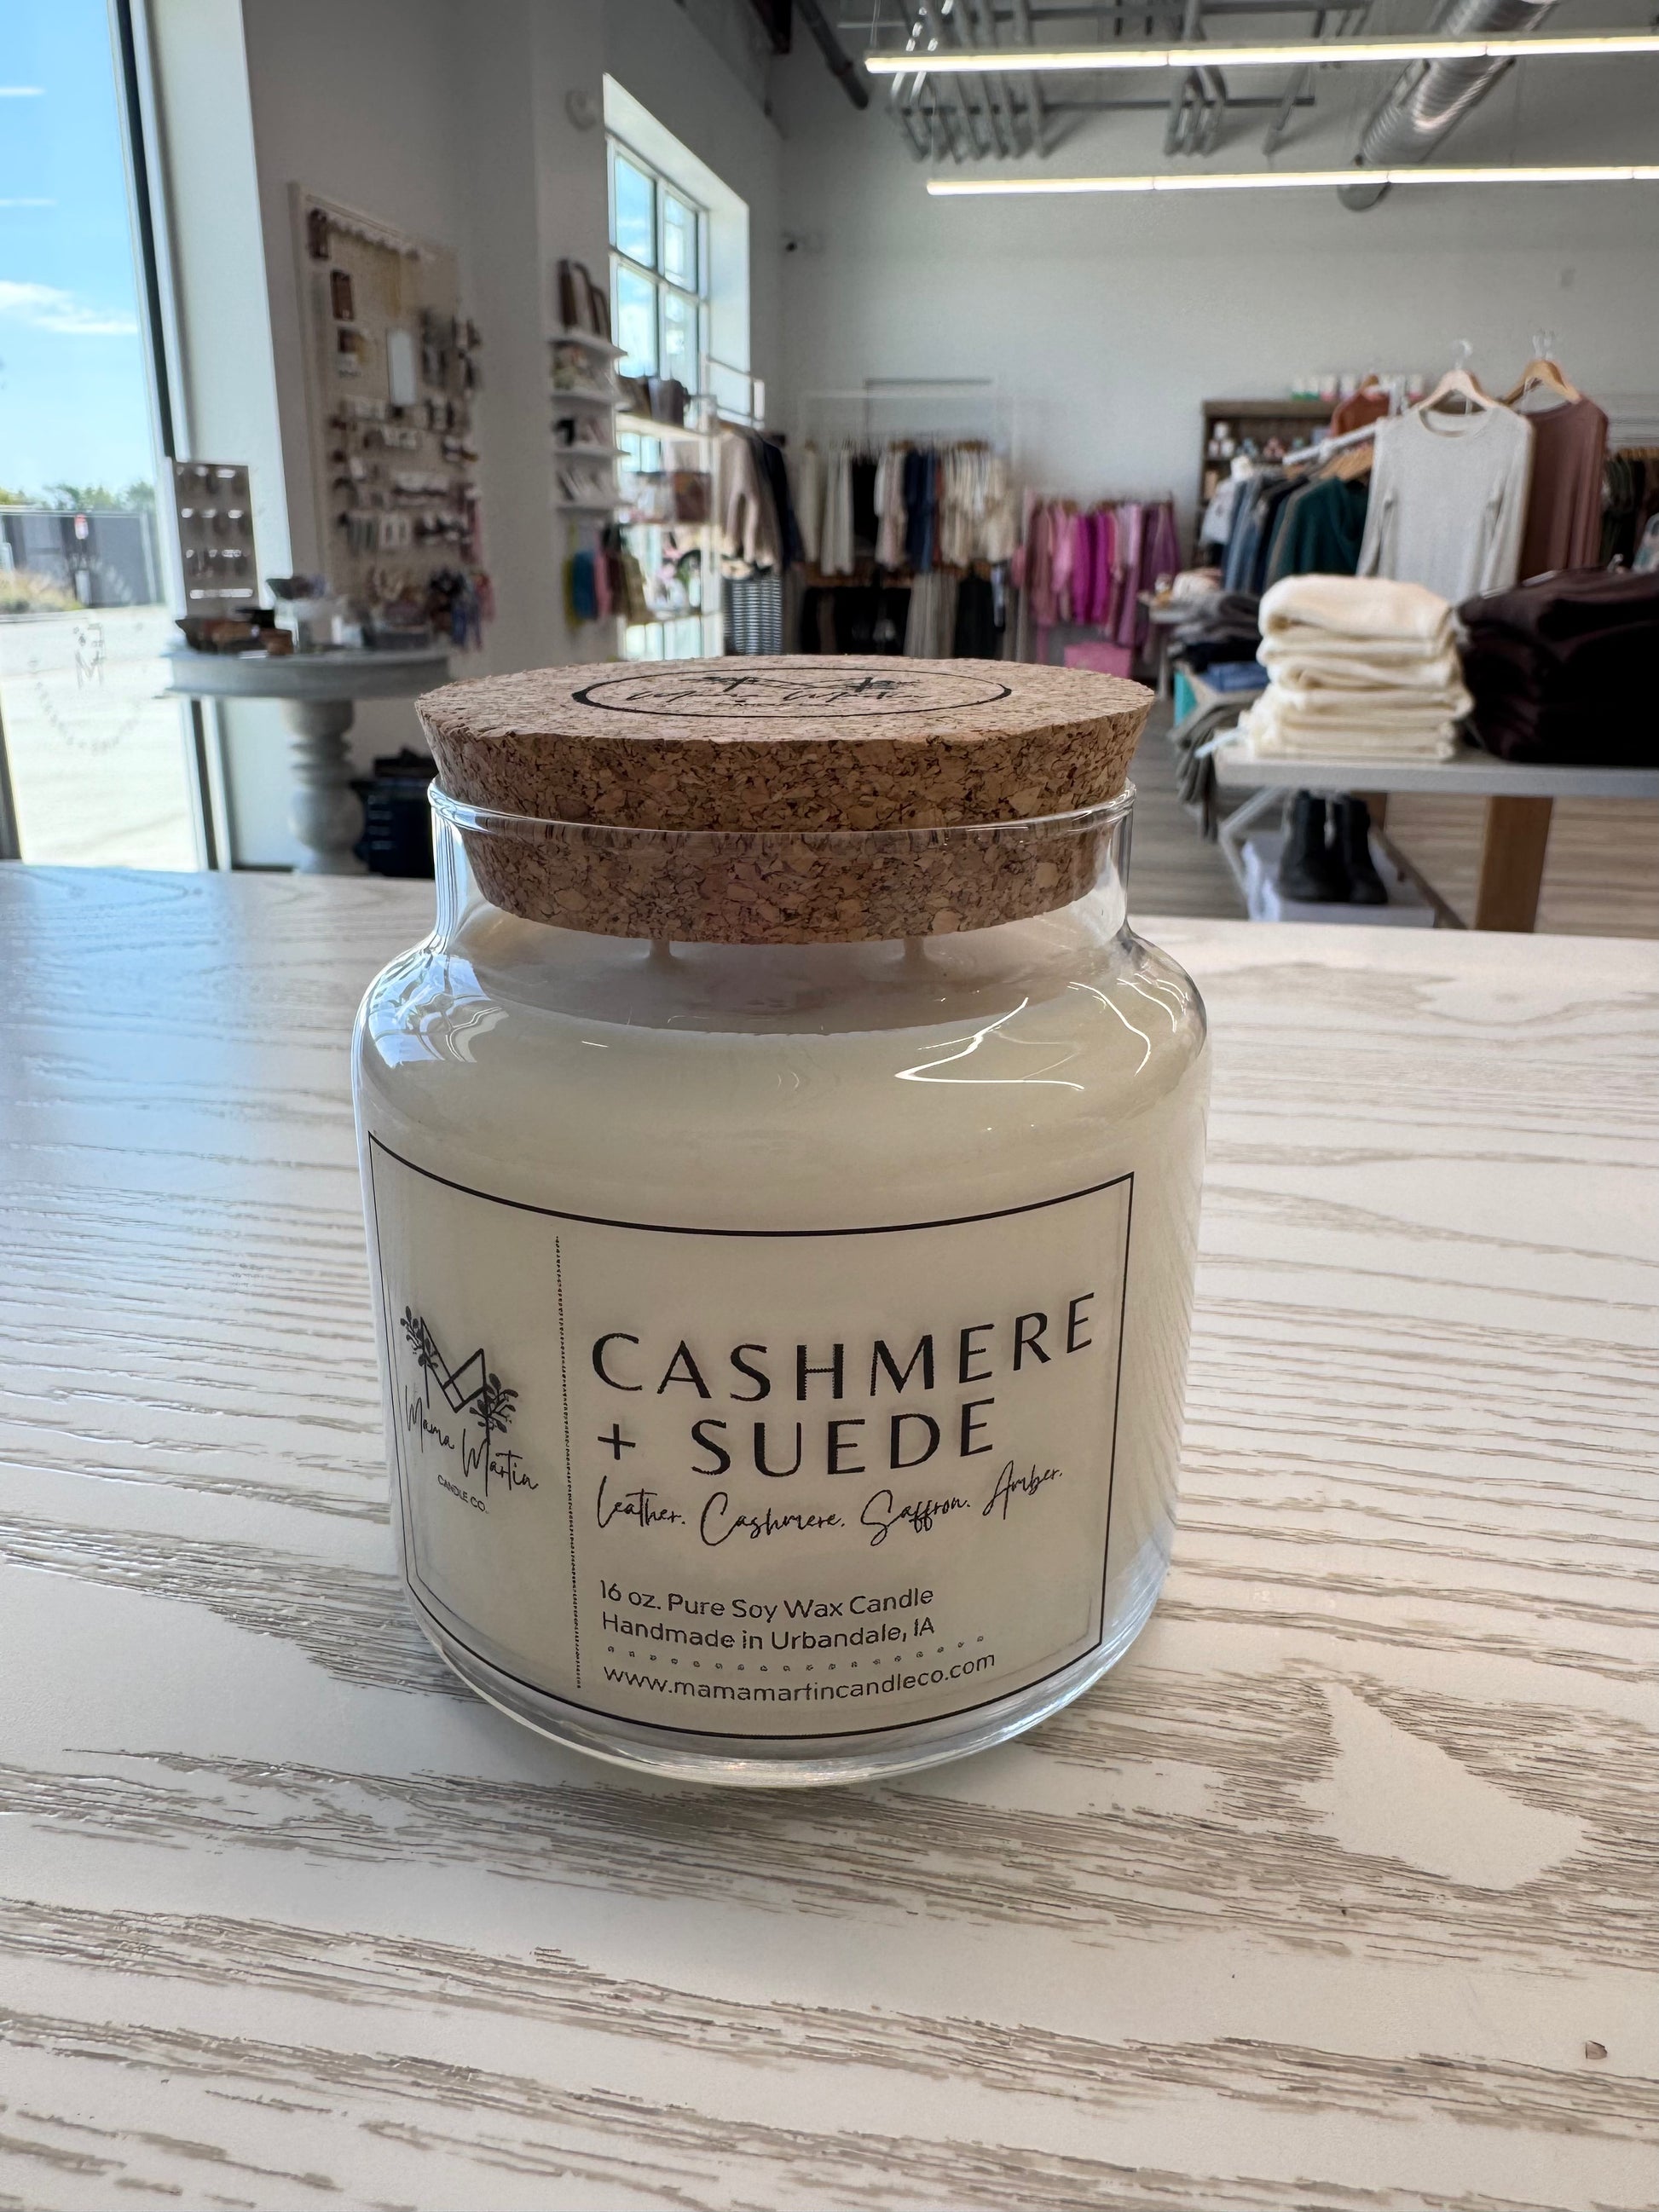 Mama Martin
CANDLE CO.
CASHMERE
+ SUEDE
Leather. Cashmere. Saffron. Amber.
16 oz. Pure Soy Wax Candle
Handmade in Urbandale, IA
www.mamamartincandleco.com